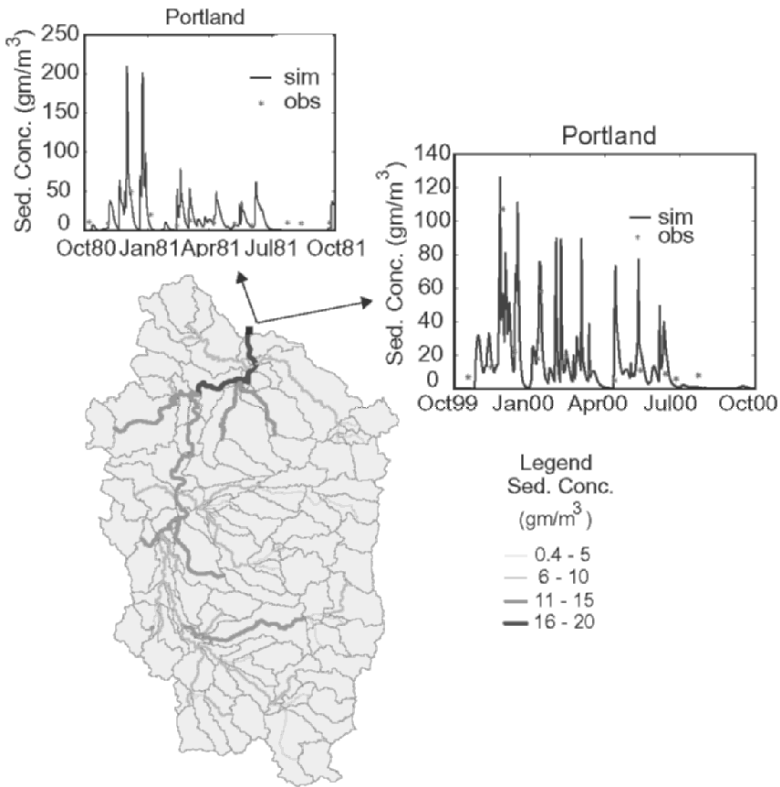 Portland
Sed. Conc. (gm/m³)
250
200
150
100
50
0
sim
obs
Oct80 Jan81 Apr81 Jul81 Oct81
Portland
Sed. Conc. (gm/m³)
140
120
100
80
60
40
20
0
sim
obs
Oct99 Jan00 Apr00 Jul00 Oct00
Legend
Sed. Conc.
(gm/m³)
0.4 - 5
6 - 10
11 - 15
16 - 20